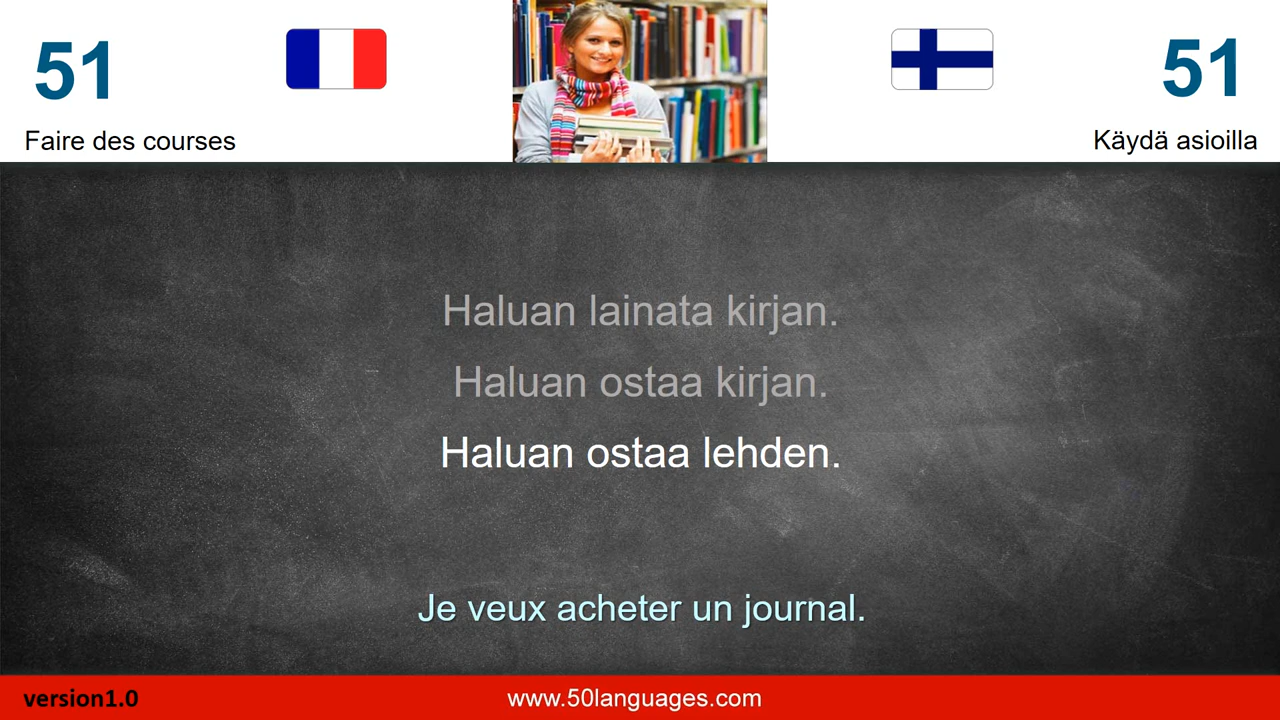 51
51
Faire des courses
Käydä asioilla
Haluan lainata kirjan.
Haluan ostaa kirjan.
Haluan ostaa lehden.
Je veux acheter un journal.
version1.0
www.50languages.com